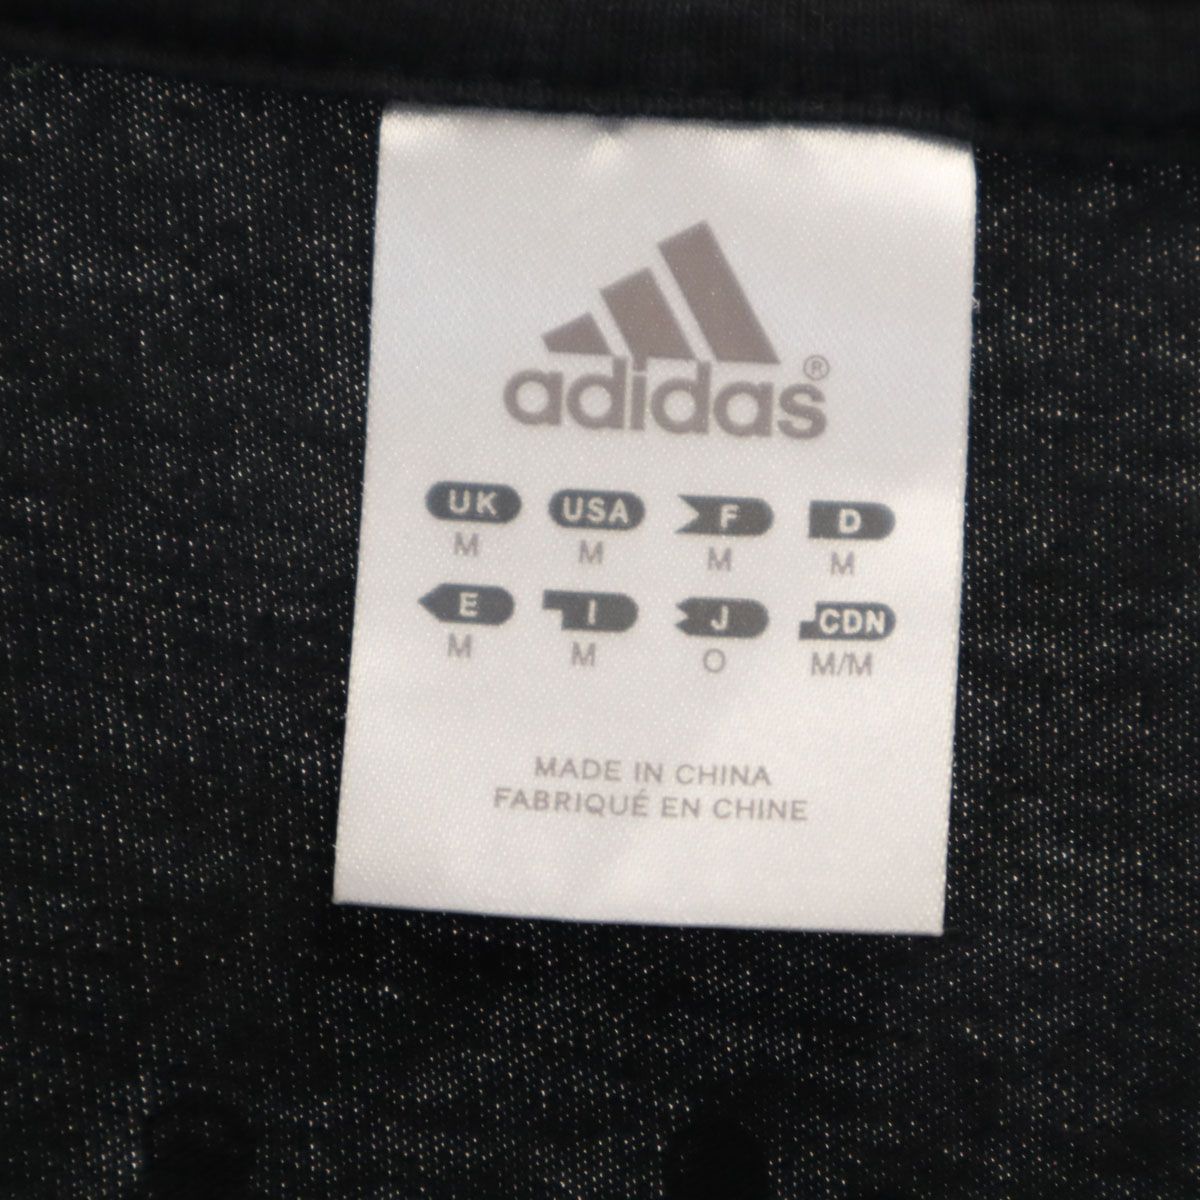 adidas®
UK USA F D
M M M M
E I J CDN
M M O M/M
MADE IN CHINA
FABRIQUÉ EN CHINE